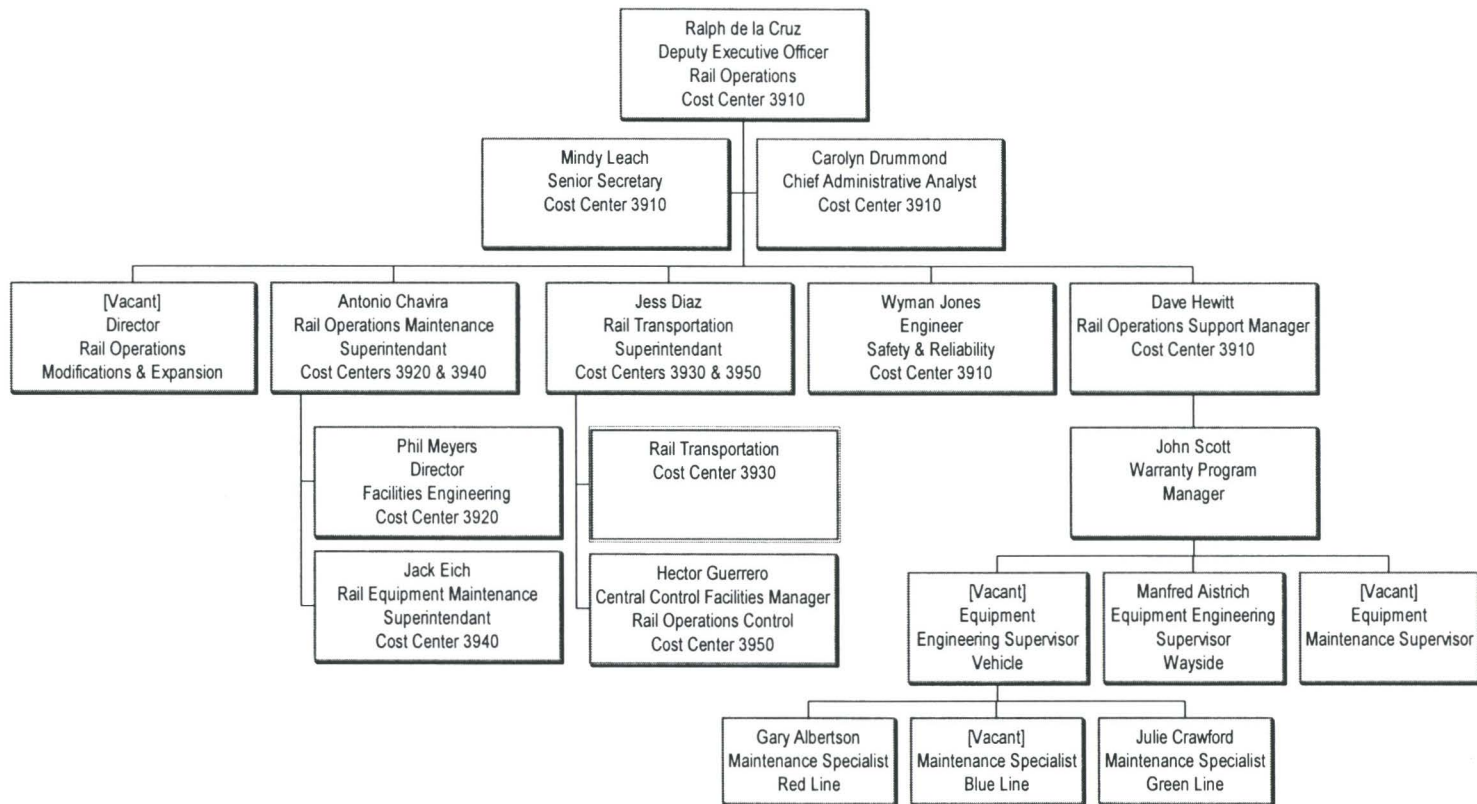 Ralph de la Cruz
Deputy Executive Officer
Rail Operations
Cost Center 3910
Mindy Leach
Senior Secretary
Cost Center 3910
Carolyn Drummond
Chief Administrative Analyst
Cost Center 3910
[Vacant]
Director
Rail Operations
Modifications & Expansion
Antonio Chavira
Rail Operations Maintenance
Superintendant
Cost Centers 3920 & 3940
Jess Diaz
Rail Transportation
Superintendant
Cost Centers 3930 & 3950
Wyman Jones
Engineer
Safety & Reliability
Cost Center 3910
Dave Hewitt
Rail Operations Support Manager
Cost Center 3910
Phil Meyers
Director
Facilities Engineering
Cost Center 3920
Rail Transportation
Cost Center 3930
John Scott
Warranty Program
Manager
Jack Eich
Rail Equipment Maintenance
Superintendant
Cost Center 3940
Hector Guerrero
Central Control Facilities Manager
Rail Operations Control
Cost Center 3950
[Vacant]
Equipment
Engineering Supervisor
Vehicle
Manfred Aistrich
Equipment Engineering
Supervisor
Wayside
[Vacant]
Equipment
Maintenance Supervisor
Gary Albertson
Maintenance Specialist
Red Line
[Vacant]
Maintenance Specialist
Blue Line
Julie Crawford
Maintenance Specialist
Green Line